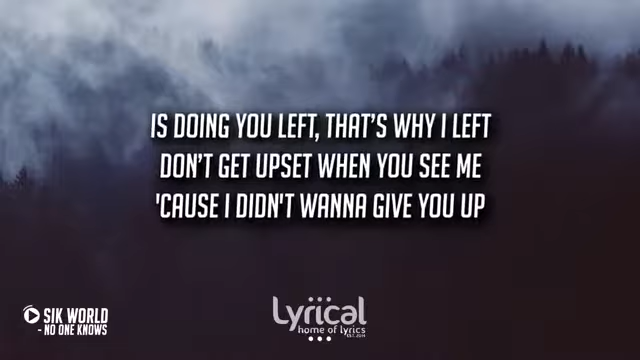 IS DOING YOU LEFT, THAT'S WHY I LEFT
DON'T GET UPSET WHEN YOU SEE ME
'CAUSE I DIDN'T WANNA GIVE YOU UP
SIK WORLD
- NO ONE KNOWS
Lyrical
home of lyrics
EST. 2014